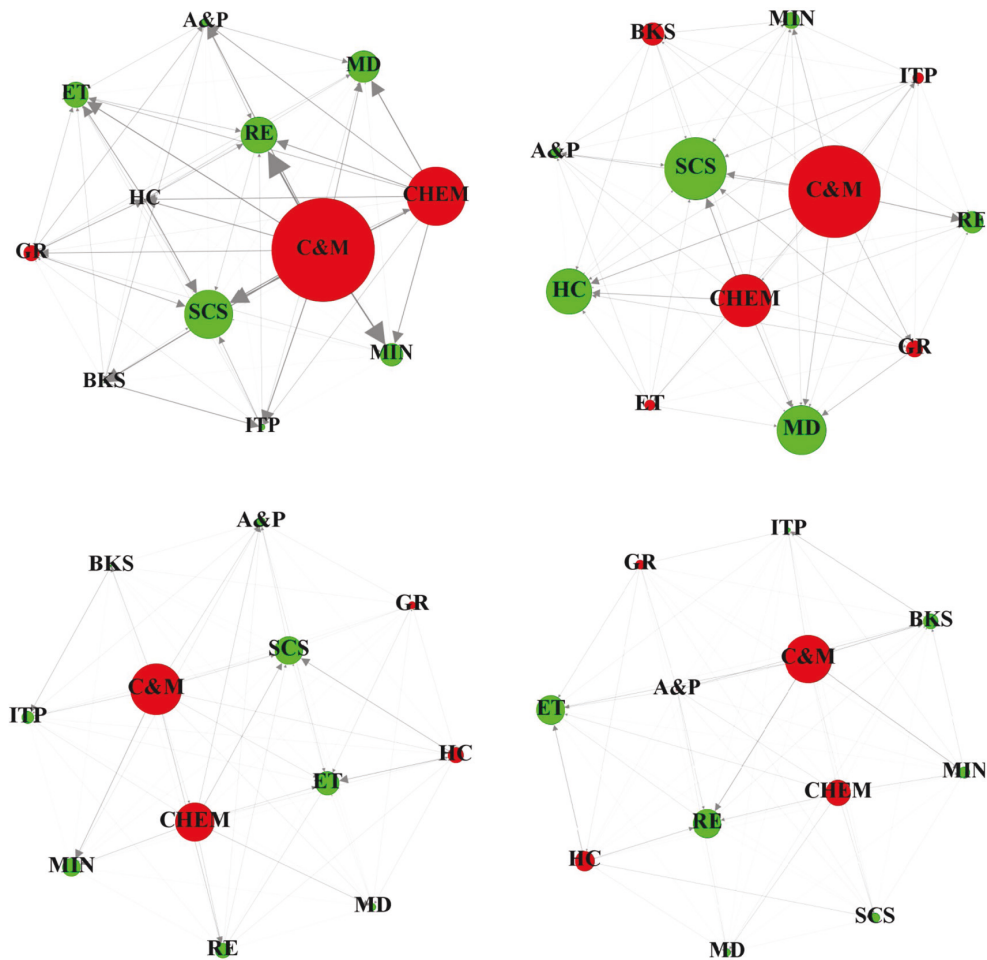 A&P
MD
ET
RE
HC
CHEM
GR
C&M
SCS
MIN
BKS
ITP
MIN
BKS
ITP
A&P
SCS
C&M
RE
HC
CHEM
GR
ET
MD
A&P
BKS
GR
SCS
C&M
ITP
HC
ET
CHEM
MIN
MD
RE
ITP
GR
BKS
C&M
A&P
ET
MIN
CHEM
RE
HC
SCS
MD